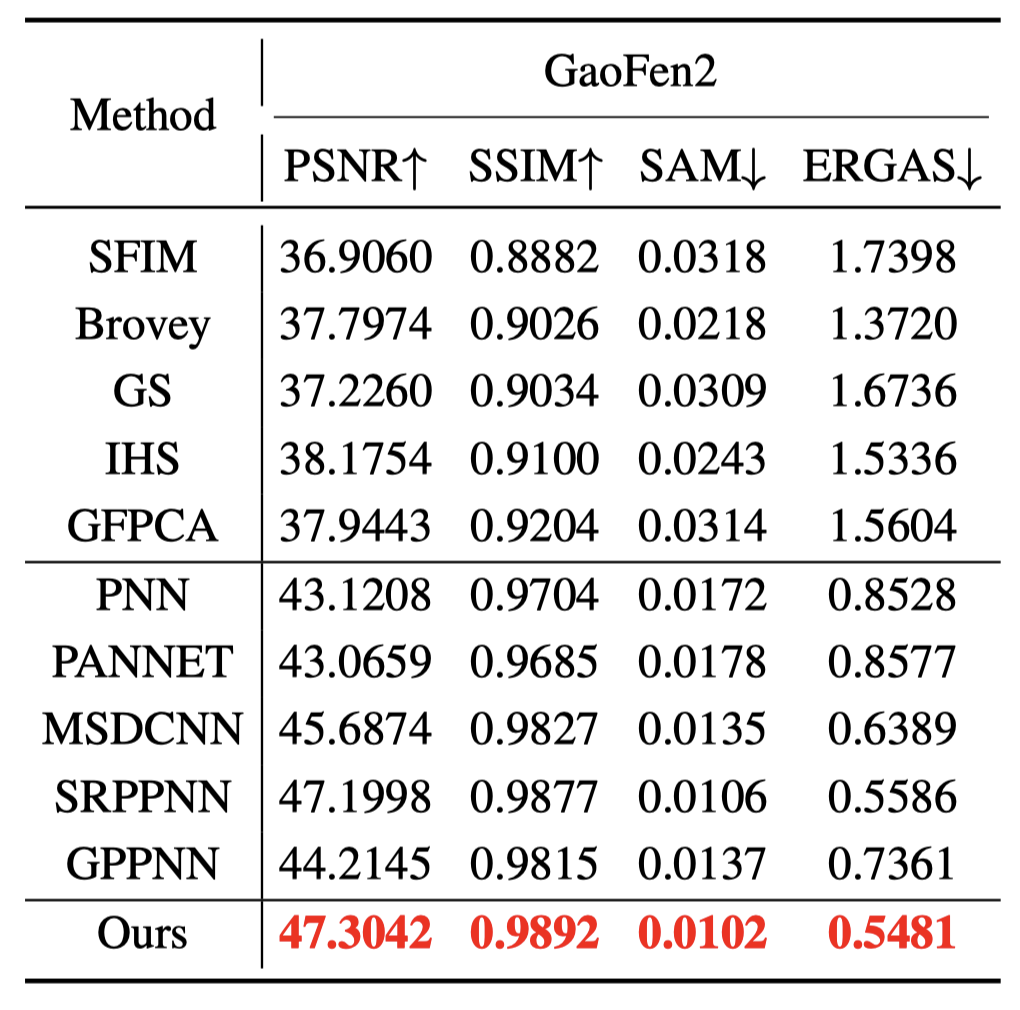 Method GaoFen2
PSNR↑ SSIM↑ SAM↓ ERGAS↓
SFIM 36.9060 0.8882 0.0318 1.7398
Brovey 37.7974 0.9026 0.0218 1.3720
GS 37.2260 0.9034 0.0309 1.6736
IHS 38.1754 0.9100 0.0243 1.5336
GFPCA 37.9443 0.9204 0.0314 1.5604
PNN 43.1208 0.9704 0.0172 0.8528
PANNET 43.0659 0.9685 0.0178 0.8577
MSDCNN 45.6874 0.9827 0.0135 0.6389
SRPPNN 47.1998 0.9877 0.0106 0.5586
GPPNN 44.2145 0.9815 0.0137 0.7361
Ours 47.3042 0.9892 0.0102 0.5481